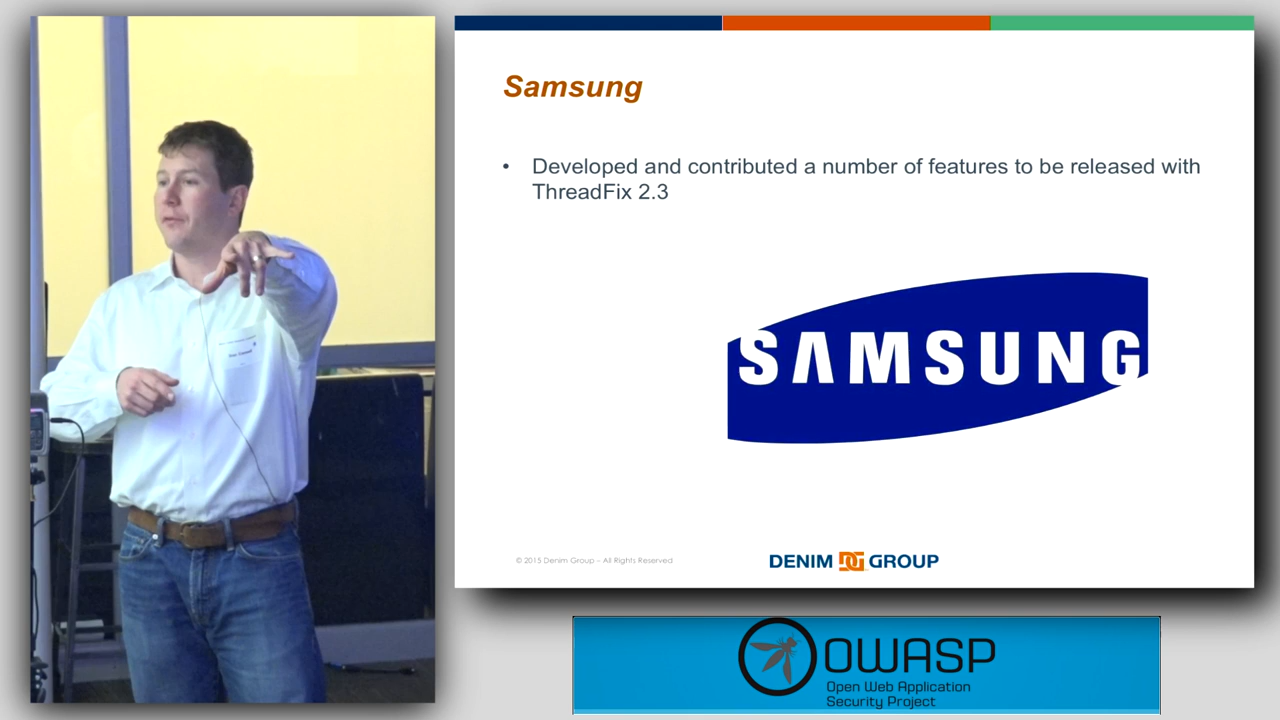 Samsung
• Developed and contributed a number of features to be released with
ThreadFix 2.3
SAMSUNG
© 2015 Denim Group – All Rights Reserved
DENIM DG GROUP
OWASP
Open Web Application
Security Project